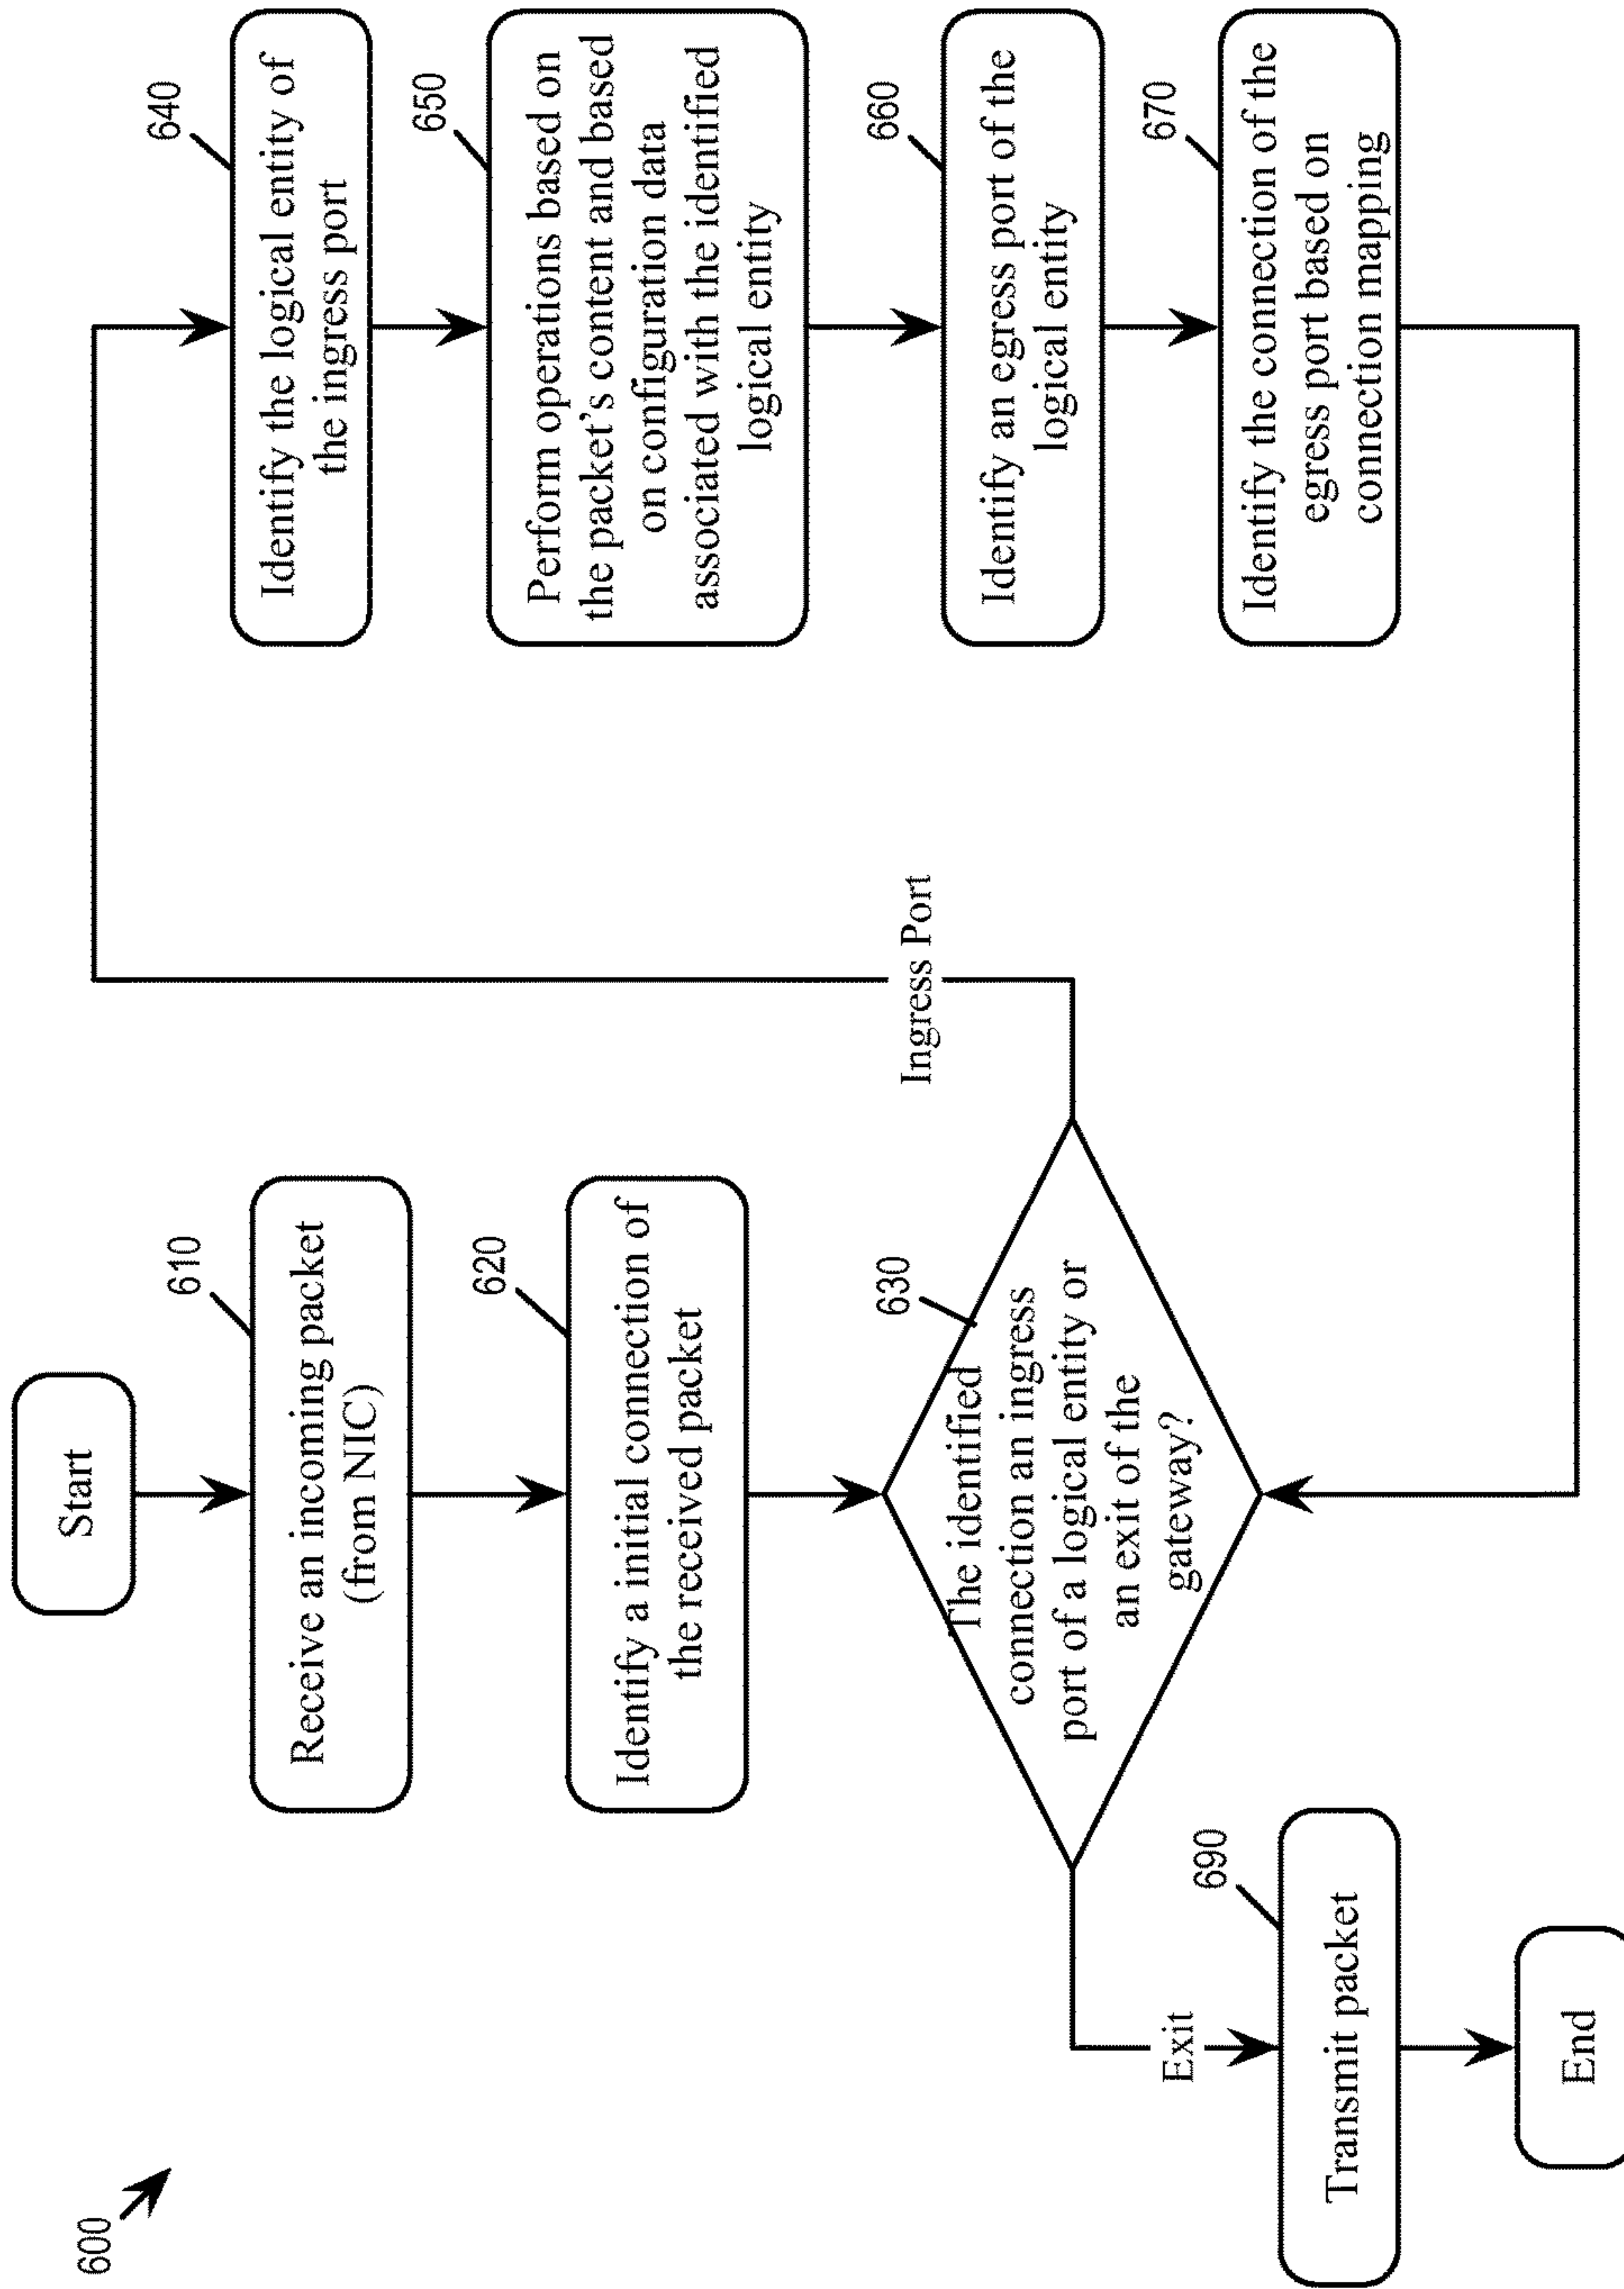 600
Start
610
Receive an incoming packet
(from NIC)
620
Identify a initial connection of
the received packet
630
The identified
connection an ingress
port of a logical entity or
an exit of the
gateway?
Ingress Port
Exit
640
Identify the logical entity of
the ingress port
650
Perform operations based on
the packet's content and based
on configuration data
associated with the identified
logical entity
660
Identify an egress port of the
logical entity
670
Identify the connection of the
egress port based on
connection mapping
690
Transmit packet
End